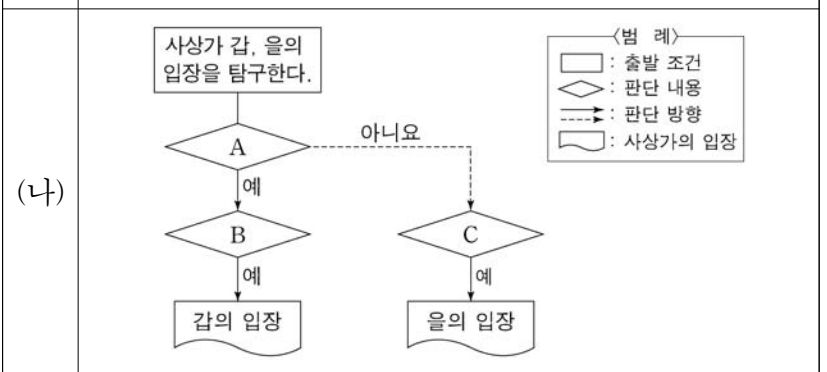 (나)
사상가 갑, 을의
입장을 탐구한다.
〈범 례〉
: 출발 조건
: 판단 내용
: 판단 방향
: 사상가의 입장
A
아니요
예
B
C
예
예
갑의 입장
을의 입장